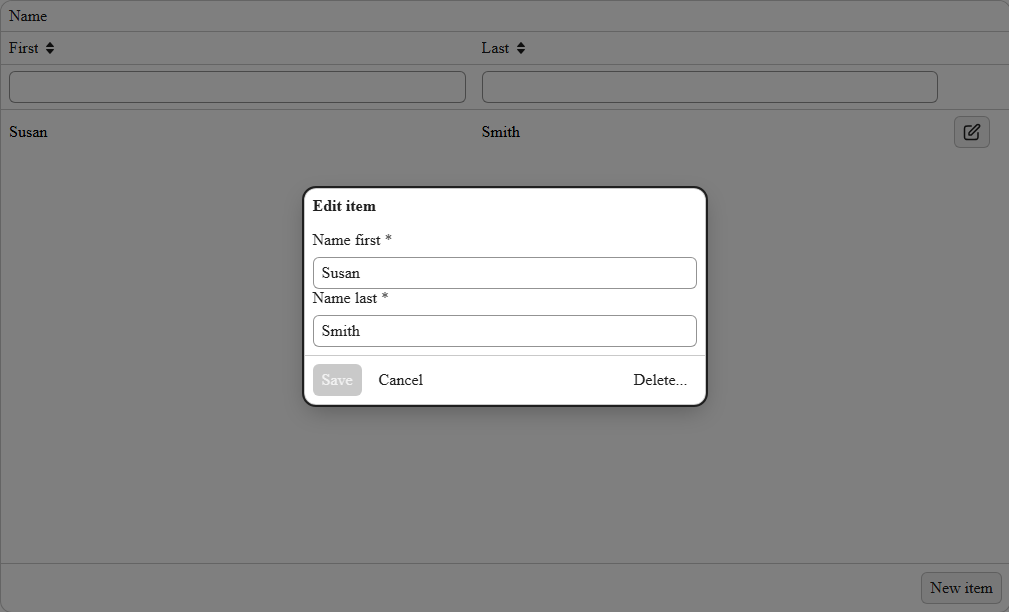 Name
First Last
Susan Smith
Edit item
Name first *
Susan
Name last *
Smith
Save Cancel Delete...
New item